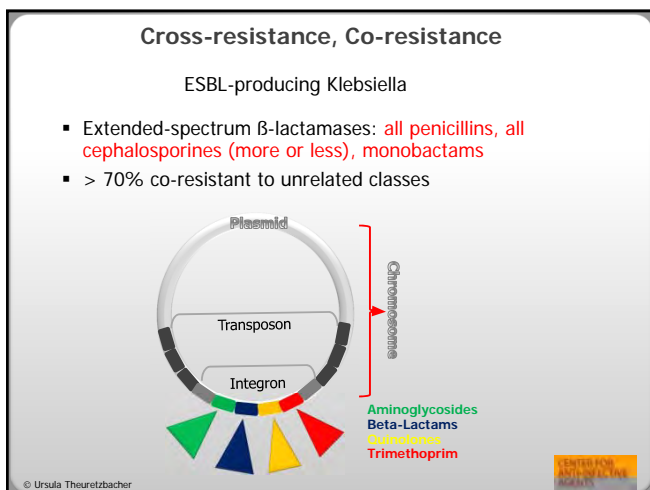 Cross-resistance, Co-resistance
ESBL-producing Klebsiella
▪ Extended-spectrum ß-lactamases: all penicillins, all
cephalosporines (more or less), monobactams
▪ > 70% co-resistant to unrelated classes
Plasmid
Chromosome
Transposon
Integron
Aminoglycosides
Beta-Lactams
Quinolones
Trimethoprim
CENTER FOR
ANTI-INFECTIVE
AGENTS
© Ursula Theuretzbacher